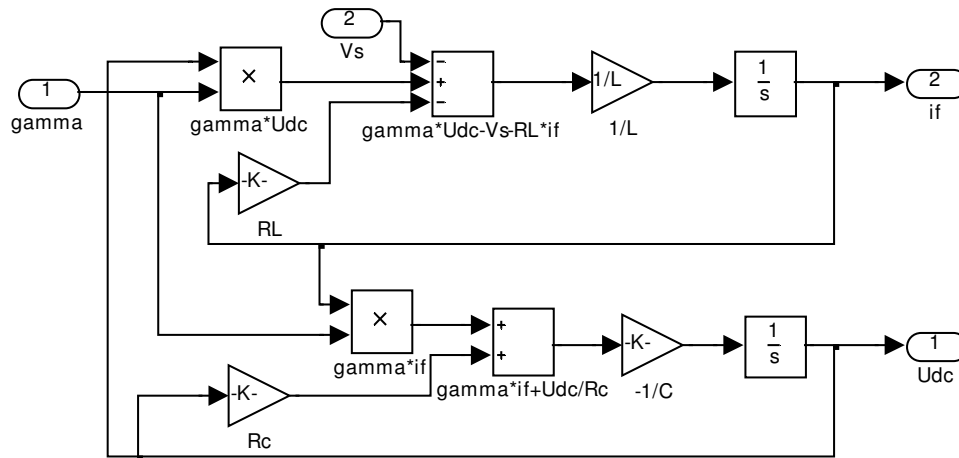 2
Vs
1
gamma
×
gamma*Udc
−
+
−
gamma*Udc-Vs-RL*if
1/L
1/L
1
s
2
if
-K-
RL
×
gamma*if
+
+
gamma*if+Udc/Rc
-K-
-1/C
1
s
1
Udc
-K-
Rc